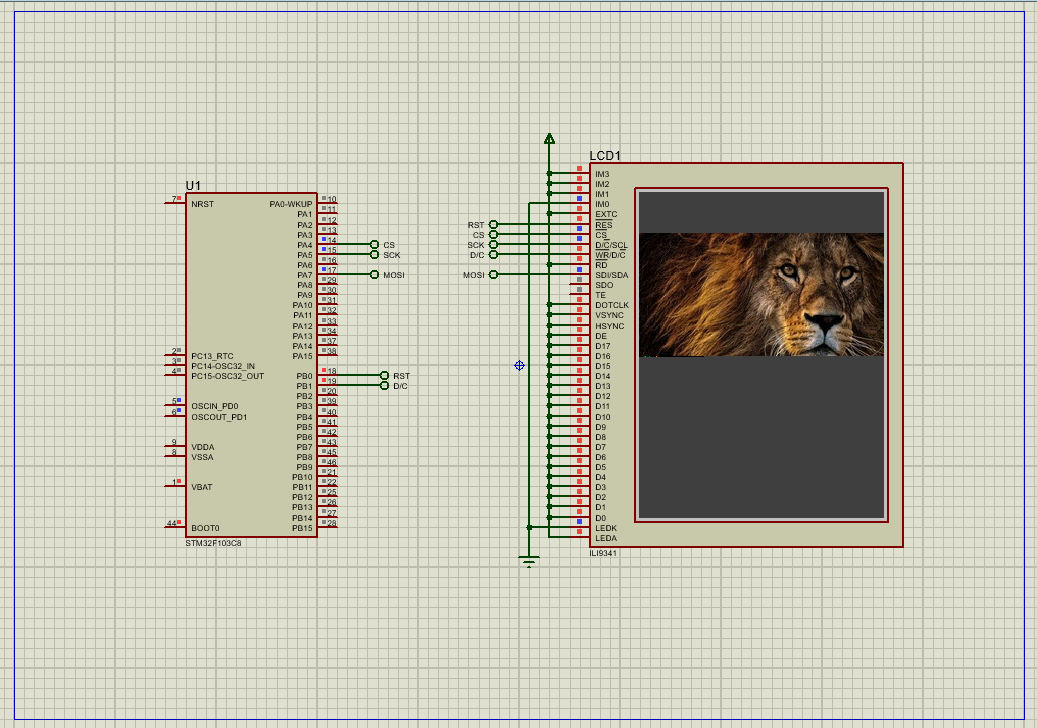 U1
7 NRST
2 PC13_RTC
3 PC14-OSC32_IN
4 PC15-OSC32_OUT
5 OSCIN_PD0
6 OSCOUT_PD1
9 VDDA
8 VSSA
1 VBAT
44 BOOT0
PA0-WKUP 10
PA1 11
PA2 12
PA3 13
PA4 14 CS
PA5 15 SCK
PA6 16
PA7 17 MOSI
PA8 29
PA9 30
PA10 31
PA11 32
PA12 33
PA13 34
PA14 37
PA15 38
PB0 18 RST
PB1 19 D/C
PB2 20
PB3 39
PB4 40
PB5 41
PB6 42
PB7 43
PB8 45
PB9 46
PB10 21
PB11 22
PB12 25
PB13 26
PB14 27
PB15 28
STM32F103C8
LCD1
IM3
IM2
IM1
IM0
EXTC
RST RES
CS CS
SCK D/C/SCL
D/C WR/D/C
RD
MOSI SDI/SDA
SDO
TE
DOTCLK
VSYNC
HSYNC
DE
D17
D16
D15
D14
D13
D12
D11
D10
D9
D8
D7
D6
D5
D4
D3
D2
D1
D0
LEDK
LEDA
ILI9341